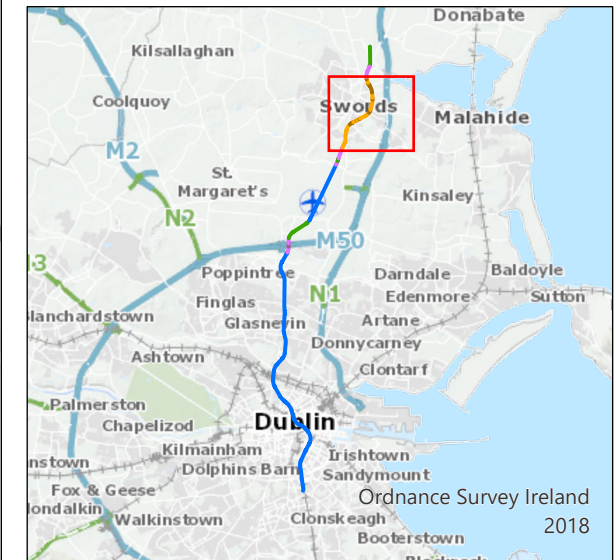 Donabate
Kilsallaghan
Coolquoy
Swords
Malahide
M2
St.
Margaret's
Kinsaley
N2
M50
Poppintree
Darndale
Baldoyle
Finglas
N1
Edenmore
Sutton
Blanchardstown
Glasnevin
Artane
Ashtown
Donnycarney
Clontarf
Palmerston
Chapelizod
Dublin
Kilmainham
Irishtown
Dolphins Barn
Sandymount
Fox & Geese
Ordnance Survey Ireland
2018
Walkinstown
Clonskeagh
Booterstown